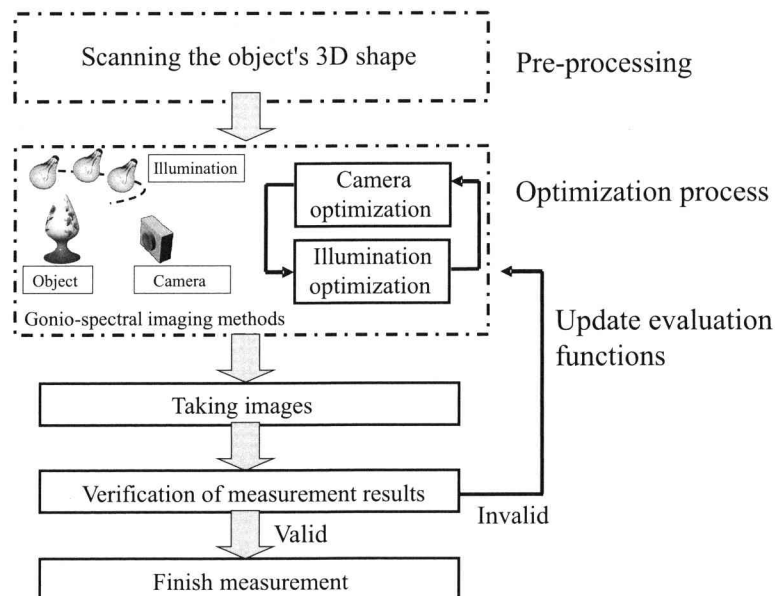 Scanning the object's 3D shape
Pre-processing
Illumination
Object
Camera
Gonio-spectral imaging methods
Camera
optimization
Illumination
optimization
Optimization process
Update evaluation
functions
Taking images
Verification of measurement results
Invalid
Valid
Finish measurement